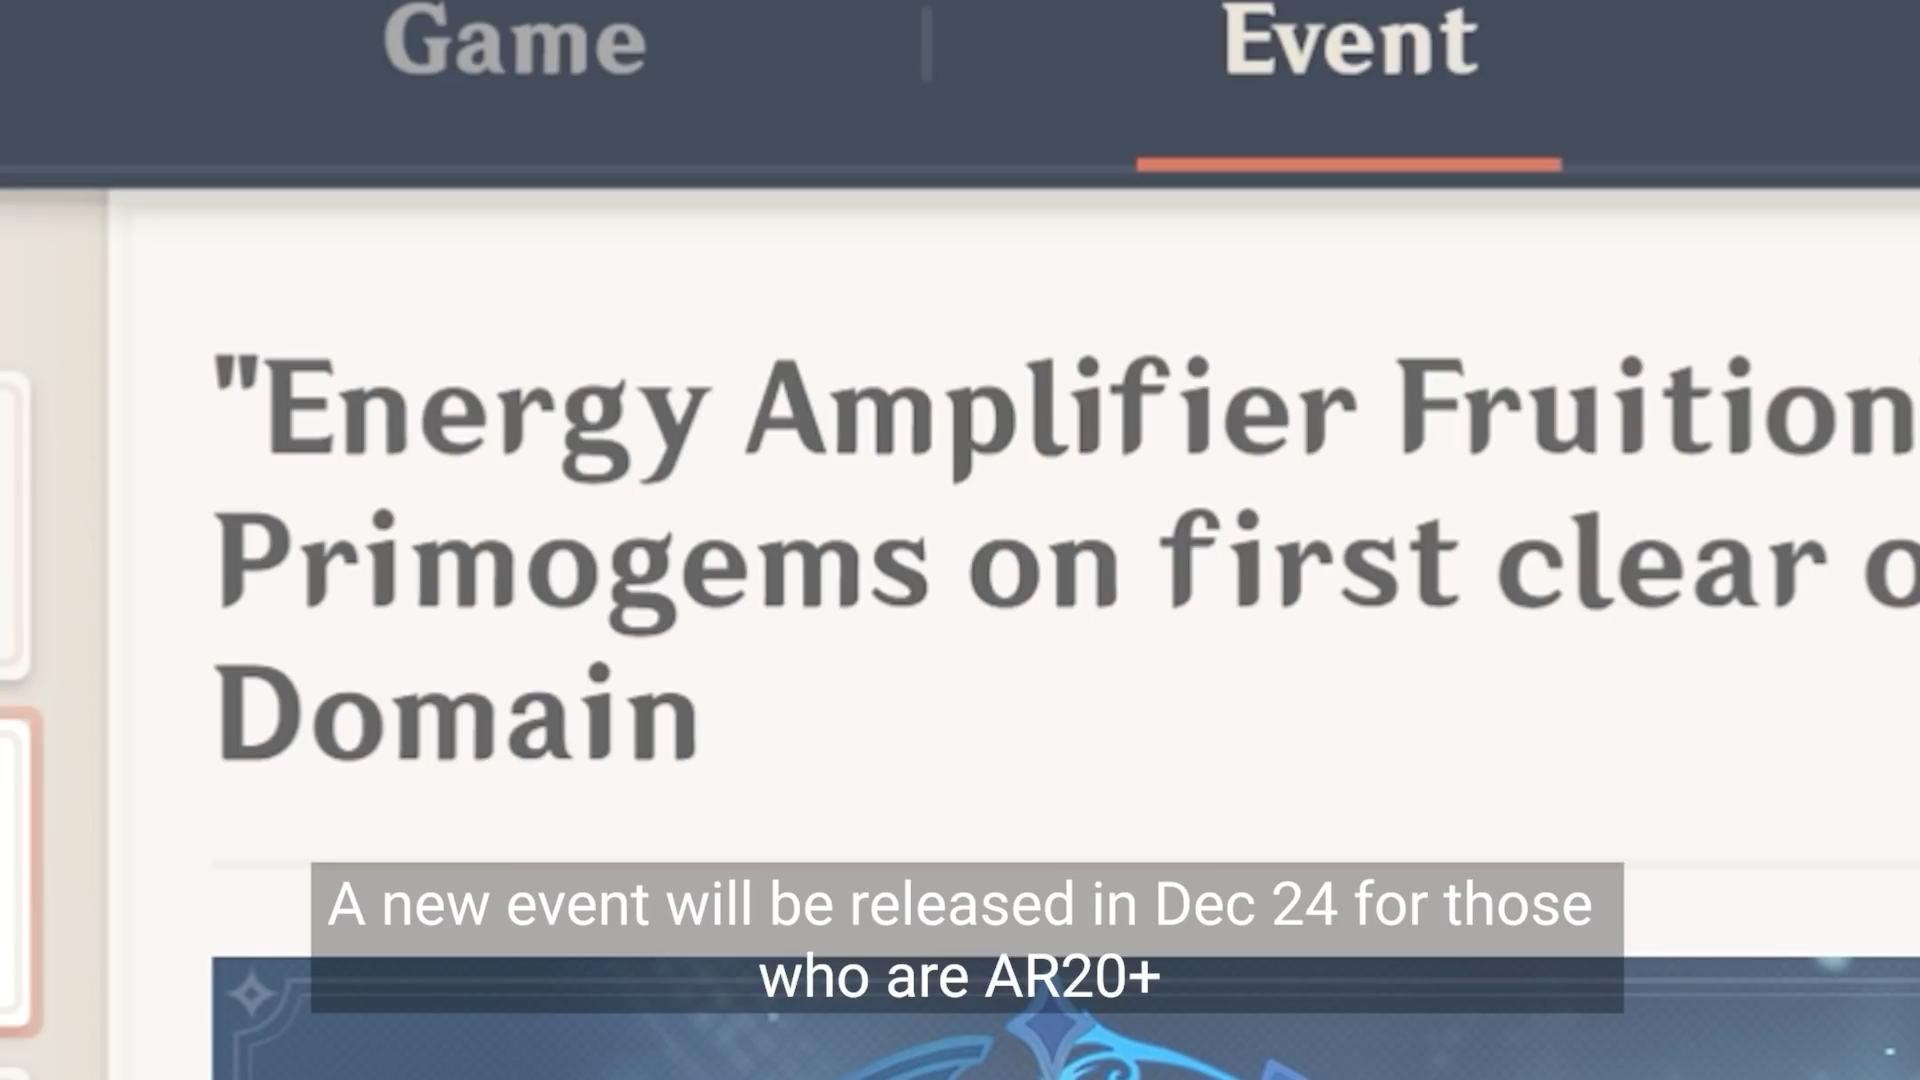 Game
Event
"Energy Amplifier Fruition
Primogems on first clear
Domain
A new event will be released in Dec 24 for those
who are AR20+